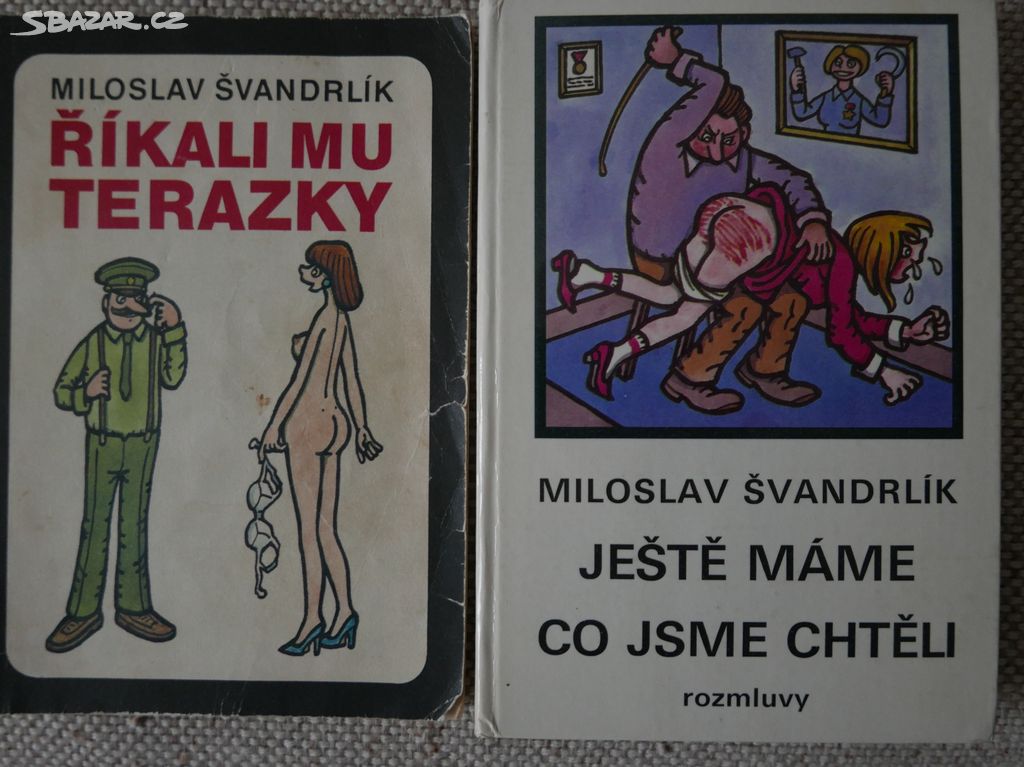 SBAZAR.CZ
MILOSLAV ŠVANDRLÍK
ŘÍKALI MU
TERAZKY
MILOSLAV ŠVANDRLÍK
JEŠTĚ MÁME
CO JSME CHTĚLI
rozmluvy